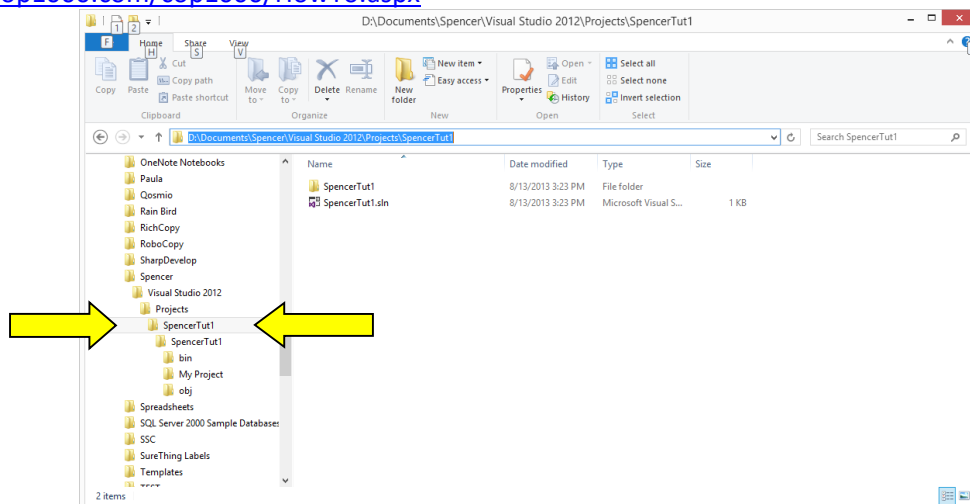 D:\Documents\Spencer\Visual Studio 2012\Projects\SpencerTut1
1 2
F Home Share View
H S V
Copy Paste Cut
Copy path
Paste shortcut
Move to Copy to Delete Rename New folder
New item
Easy access
Properties Open
Edit
History
Select all
Select none
Invert selection
Clipboard Organize New Open Select
D:\Documents\Spencer\Visual Studio 2012\Projects\SpencerTut1 Search SpencerTut1
Name Date modified Type Size
SpencerTut1 8/13/2013 3:23 PM File folder
SpencerTut1.sln 8/13/2013 3:23 PM Microsoft Visual S... 1 KB
OneNote Notebooks
Paula
Qosmio
Rain Bird
RichCopy
RoboCopy
SharpDevelop
Spencer
Visual Studio 2012
Projects
SpencerTut1
SpencerTut1
bin
My Project
obj
Spreadsheets
SQL Server 2000 Sample Databases
SSC
SureThing Labels
Templates
2 items